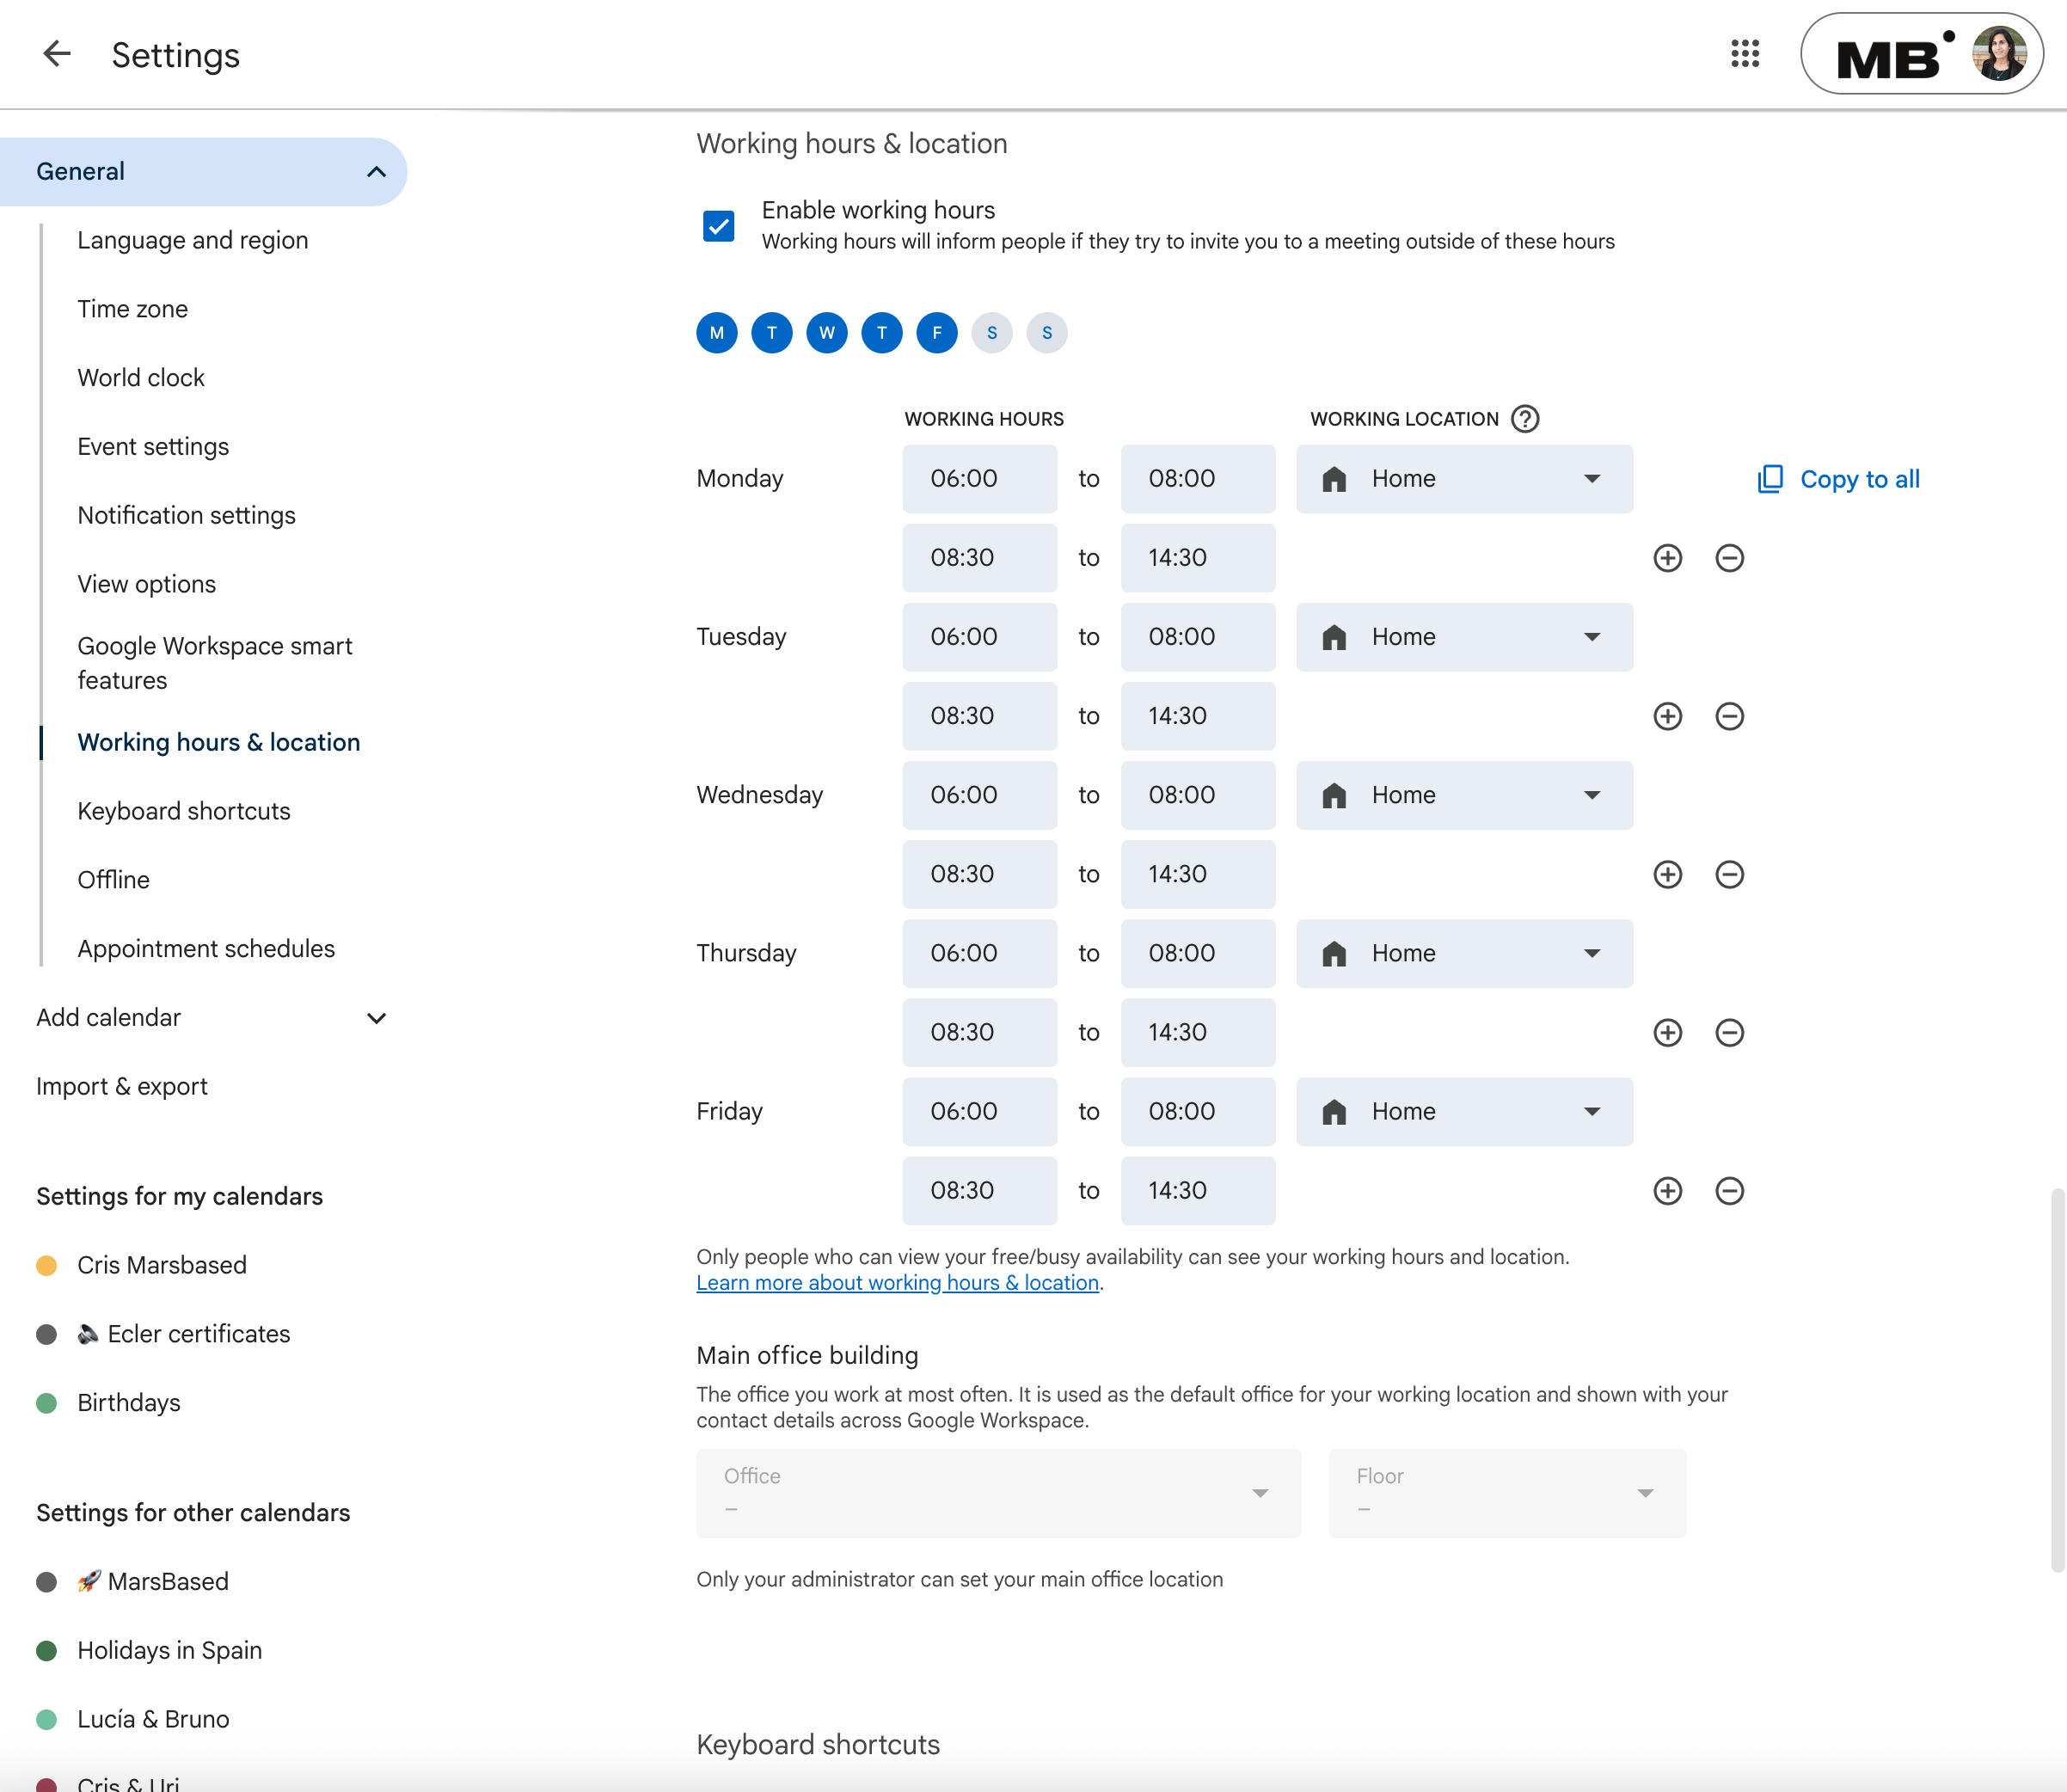 Settings
MB
General
Language and region
Time zone
World clock
Event settings
Notification settings
View options
Google Workspace smart
features
Working hours & location
Keyboard shortcuts
Offline
Appointment schedules
Add calendar
Import & export
Settings for my calendars
Cris Marsbased
🔈 Ecler certificates
Birthdays
Settings for other calendars
🚀 MarsBased
Holidays in Spain
Lucía & Bruno
Cris & Uri
Working hours & location
Enable working hours
Working hours will inform people if they try to invite you to a meeting outside of these hours
M T W T F S S
WORKING HOURS WORKING LOCATION ?
Monday 06:00 to 08:00 Home Copy to all
08:30 to 14:30
Tuesday 06:00 to 08:00 Home
08:30 to 14:30
Wednesday 06:00 to 08:00 Home
08:30 to 14:30
Thursday 06:00 to 08:00 Home
08:30 to 14:30
Friday 06:00 to 08:00 Home
08:30 to 14:30
Only people who can view your free/busy availability can see your working hours and location.
Learn more about working hours & location.
Main office building
The office you work at most often. It is used as the default office for your working location and shown with your
contact details across Google Workspace.
Office Floor
– –
Only your administrator can set your main office location
Keyboard shortcuts